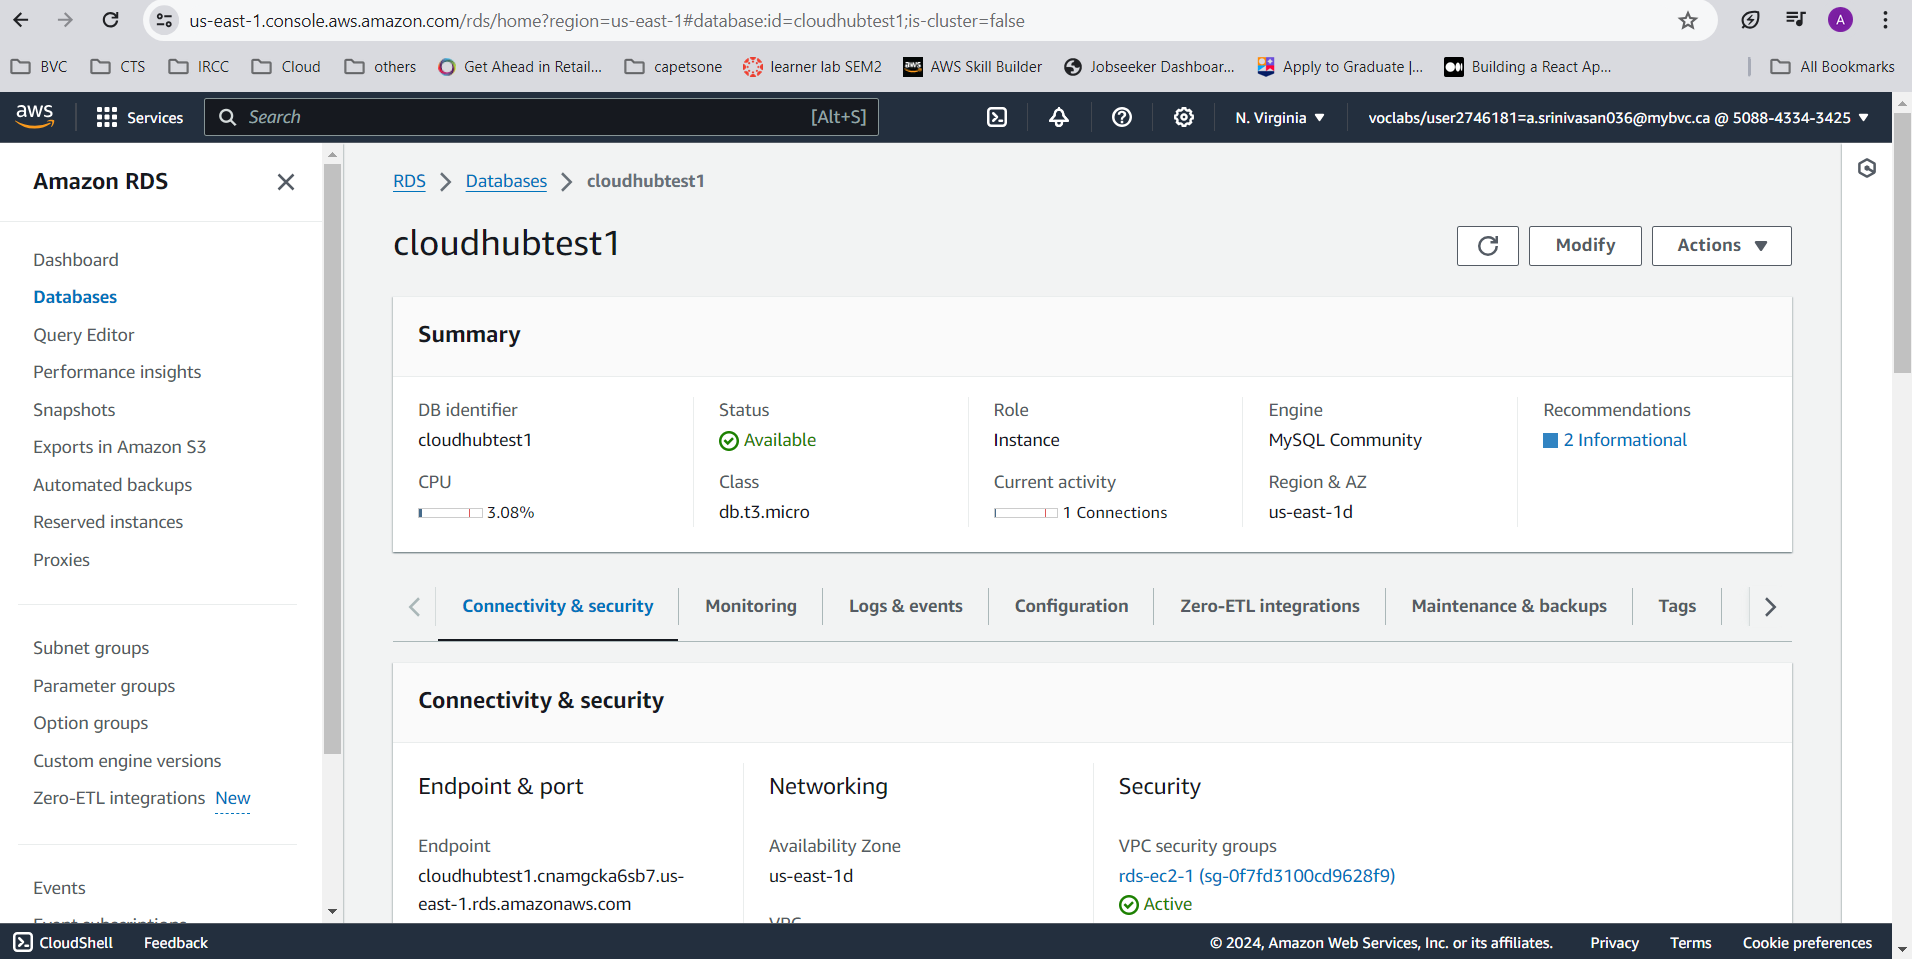 us-east-1.console.aws.amazon.com/rds/home?region=us-east-1#database:id=cloudhubtest1;is-cluster=false
A
BVC CTS IRCC Cloud others Get Ahead in Retail... capetsone learner lab SEM2 AWS Skill Builder Jobseeker Dashboar... Apply to Graduate |... Building a React Ap... All Bookmarks
aws Services Search [Alt+S] N. Virginia voclabs/user2746181=a.srinivasan036@mybvc.ca @ 5088-4334-3425
Amazon RDS
Dashboard
Databases
Query Editor
Performance insights
Snapshots
Exports in Amazon S3
Automated backups
Reserved instances
Proxies
Subnet groups
Parameter groups
Option groups
Custom engine versions
Zero-ETL integrations New
Events
Event subscriptions
RDS Databases cloudhubtest1
cloudhubtest1
Modify Actions
Summary
DB identifier
cloudhubtest1
CPU
3.08%
Status
Available
Class
db.t3.micro
Role
Instance
Current activity
1 Connections
Engine
MySQL Community
Region & AZ
us-east-1d
Recommendations
2 Informational
Connectivity & security Monitoring Logs & events Configuration Zero-ETL integrations Maintenance & backups Tags
Connectivity & security
Endpoint & port
Endpoint
cloudhubtest1.cnamgcka6sb7.us-
east-1.rds.amazonaws.com
Networking
Availability Zone
us-east-1d
VPC
Security
VPC security groups
rds-ec2-1 (sg-0f7fd3100cd9628f9)
Active
CloudShell Feedback © 2024, Amazon Web Services, Inc. or its affiliates. Privacy Terms Cookie preferences